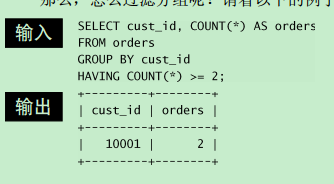 那么，怎么过滤分组呢？请看以下的例
输入
SELECT cust_id, COUNT(*) AS orders
FROM orders
GROUP BY cust_id
HAVING COUNT(*) >= 2;
输出
+---------+--------+
| cust_id | orders |
+---------+--------+
|   10001 |      2 |
+---------+--------+